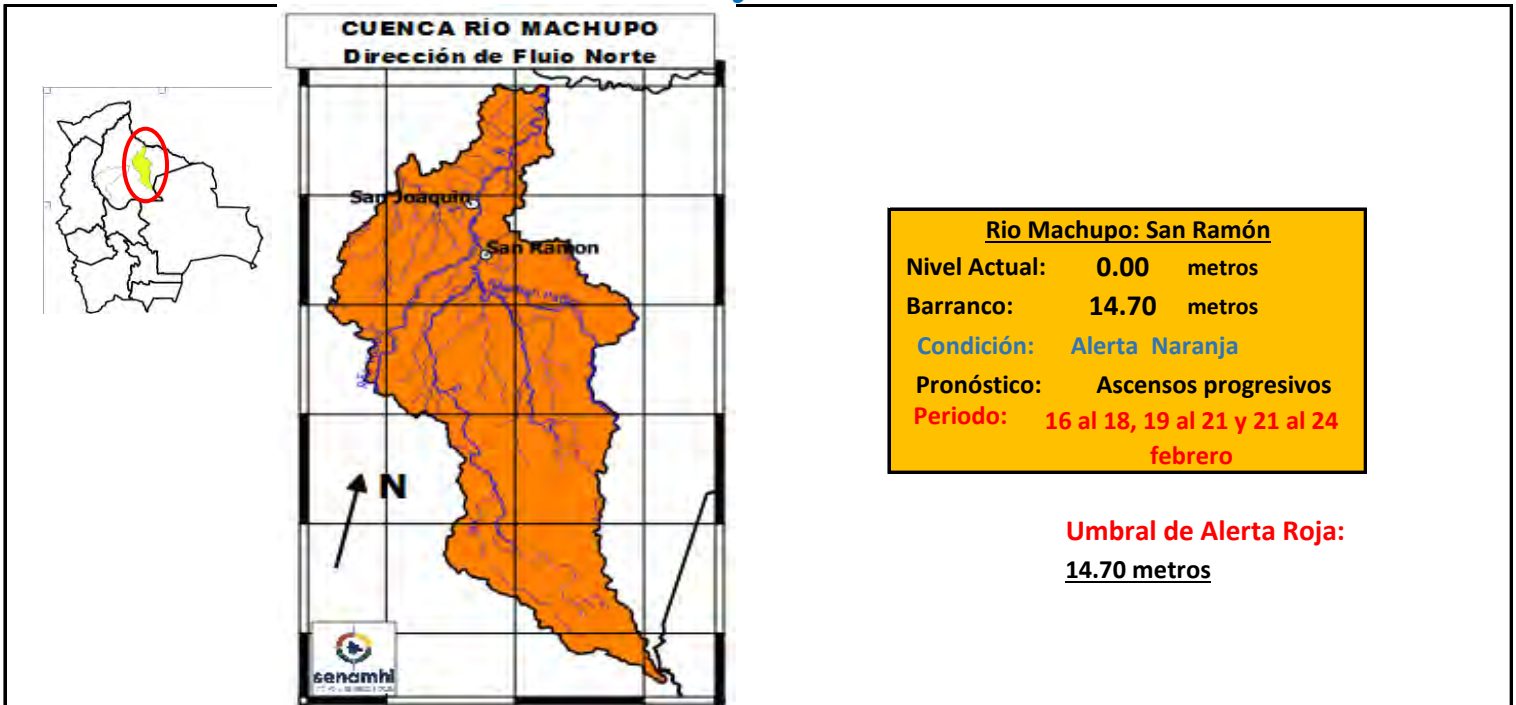 CUENCA RÍO MACHUPO
Dirección de Flujo Norte
San Joaquin
San Ramon
N
senamhi
Rio Machupo: San Ramón
Nivel Actual: 0.00 metros
Barranco: 14.70 metros
Condición: Alerta Naranja
Pronóstico: Ascensos progresivos
Periodo: 16 al 18, 19 al 21 y 21 al 24
febrero
Umbral de Alerta Roja:
14.70 metros